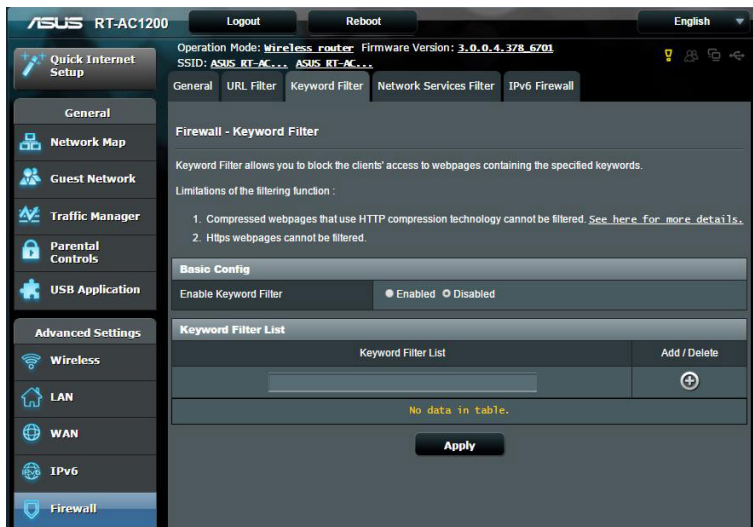 ASUS RT-AC1200
Logout
Reboot
English
Quick Internet
Setup
Operation Mode: Wireless router Firmware Version: 3.0.0.4.378_6701
SSID: ASUS RT-AC... ASUS RT-AC...
General
URL Filter
Keyword Filter
Network Services Filter
IPv6 Firewall
General
Network Map
Guest Network
Traffic Manager
Parental
Controls
USB Application
Advanced Settings
Wireless
LAN
WAN
IPv6
Firewall
Firewall - Keyword Filter
Keyword Filter allows you to block the clients' access to webpages containing the specified keywords.
Limitations of the filtering function :
1. Compressed webpages that use HTTP compression technology cannot be filtered. See here for more details.
2. Https webpages cannot be filtered.
Basic Config
Enable Keyword Filter
Enabled
Disabled
Keyword Filter List
Keyword Filter List
Add / Delete
No data in table.
Apply